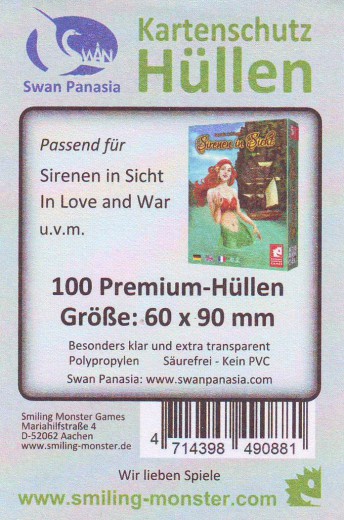 SWAN
Swan Panasia
Kartenschutz
Hüllen
Passend für
Sirenen in Sicht
In Love and War
u.v.m.
Sirenen in Sicht
100 Premium-Hüllen
Größe: 60 x 90 mm
Besonders klar und extra transparent
Polypropylen Säurefrei - Kein PVC
Swan Panasia: www.swanpanasia.com
Smiling Monster Games
Mariahilfstraße 4
D-52062 Aachen
www.smiling-monster.de
4 714398 490881
Wir lieben Spiele
www.smiling-monster.com